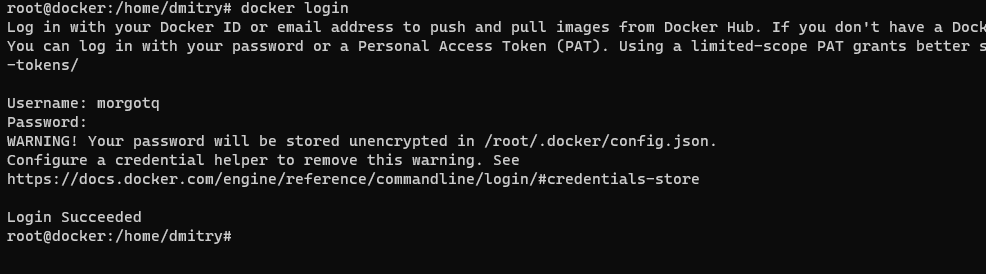 root@docker:/home/dmitry# docker login
Log in with your Docker ID or email address to push and pull images from Docker Hub. If you don't have a Dock
You can log in with your password or a Personal Access Token (PAT). Using a limited-scope PAT grants better s
-tokens/
Username: morgotq
Password:
WARNING! Your password will be stored unencrypted in /root/.docker/config.json.
Configure a credential helper to remove this warning. See
https://docs.docker.com/engine/reference/commandline/login/#credentials-store
Login Succeeded
root@docker:/home/dmitry#